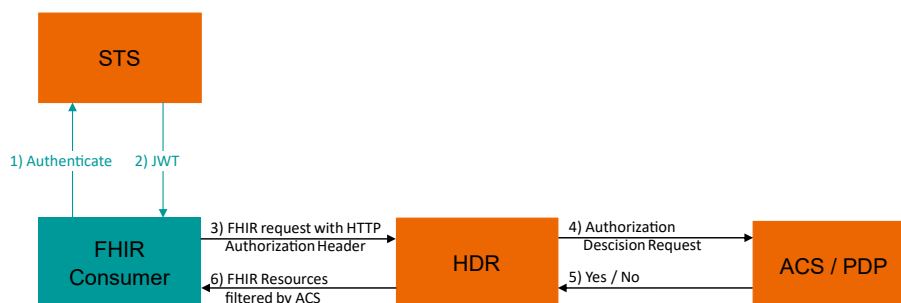 STS
1) Authenticate
2) JWT
FHIR
Consumer
3) FHIR request with HTTP
Authorization Header
HDR
4) Authorization
Descision Request
ACS / PDP
6) FHIR Resources
filtered by ACS
5) Yes / No